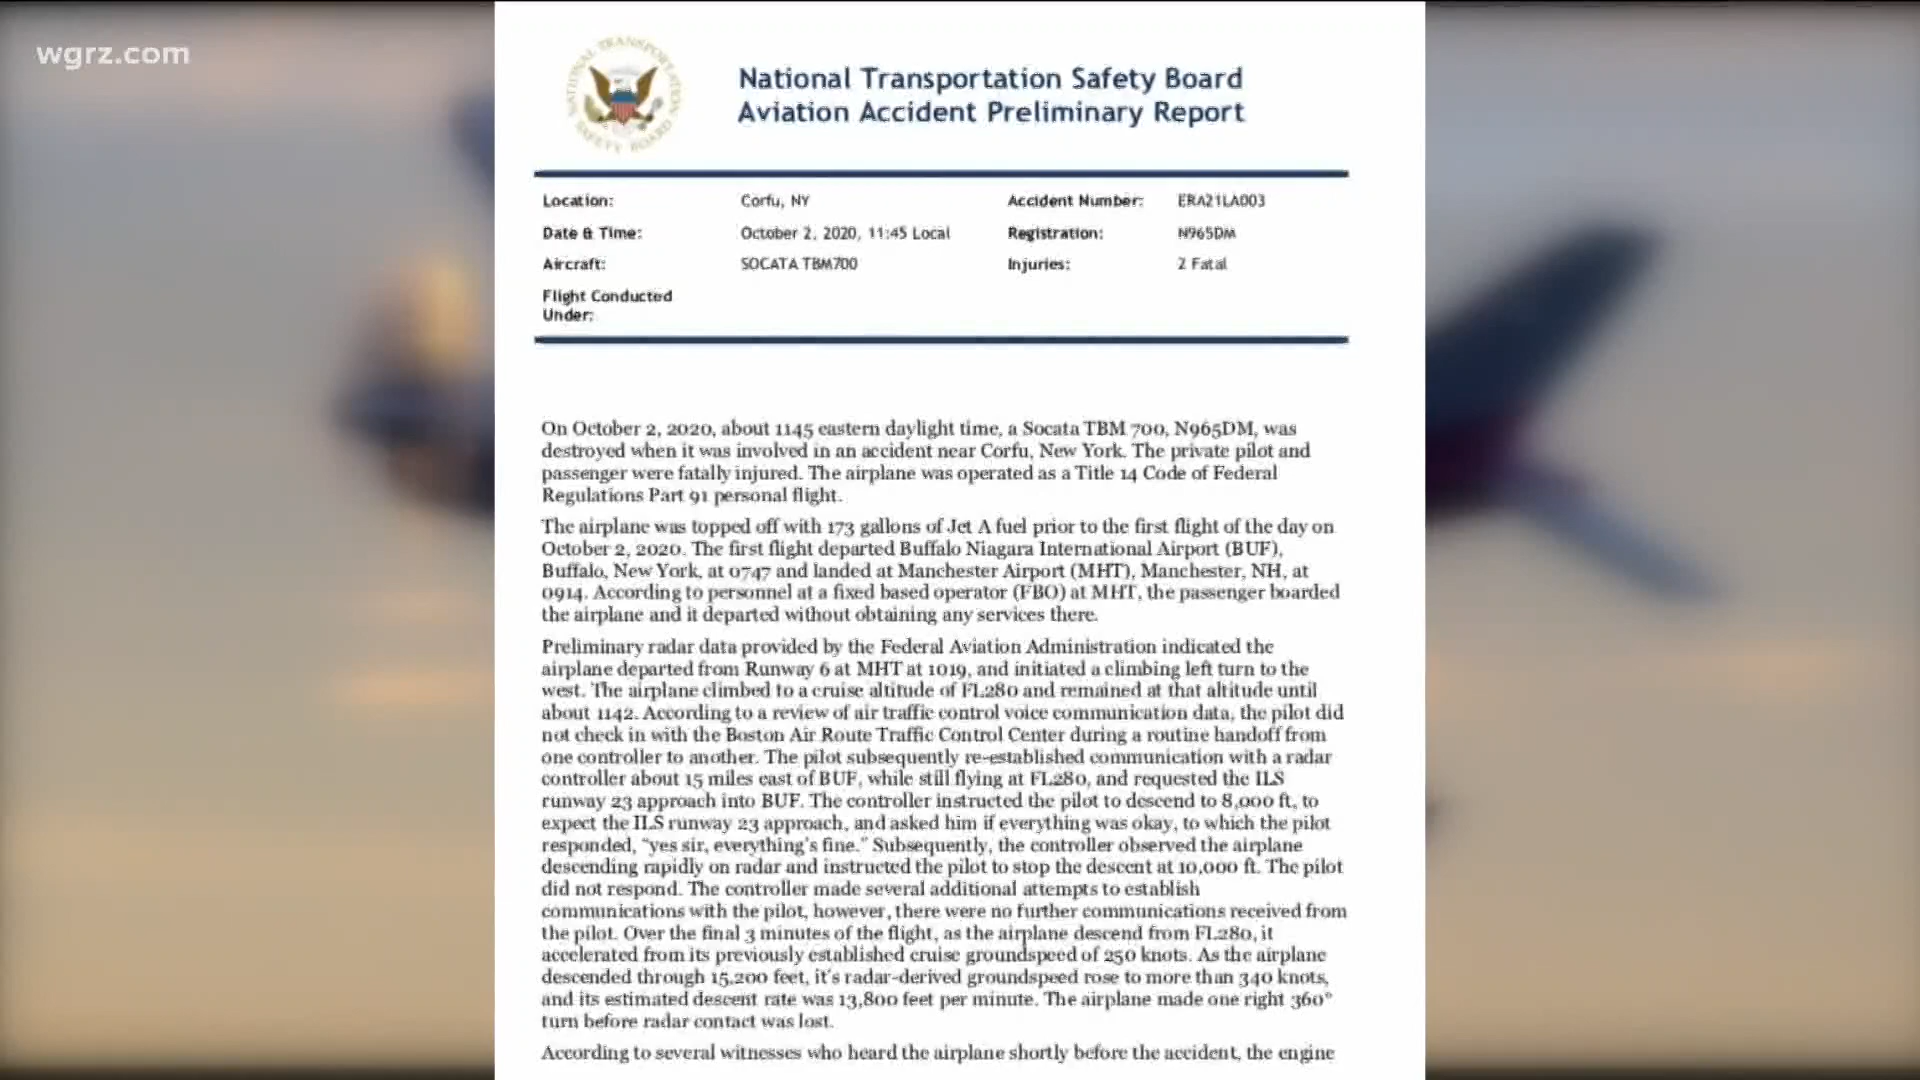 wgrz.com
NATIONAL TRANSPORTATION SAFETY BOARD
National Transportation Safety Board
Aviation Accident Preliminary Report
Location: Corfu, NY Accident Number: ERA21LA003
Date & Time: October 2, 2020, 11:45 Local Registration: N965DM
Aircraft: SOCATA TBM700 Injuries: 2 Fatal
Flight Conducted
Under:
On October 2, 2020, about 1145 eastern daylight time, a Socata TBM 700, N965DM, was
destroyed when it was involved in an accident near Corfu, New York. The private pilot and
passenger were fatally injured. The airplane was operated as a Title 14 Code of Federal
Regulations Part 91 personal flight.
The airplane was topped off with 173 gallons of Jet A fuel prior to the first flight of the day on
October 2, 2020. The first flight departed Buffalo Niagara International Airport (BUF),
Buffalo, New York, at 0747 and landed at Manchester Airport (MHT), Manchester, NH, at
0914. According to personnel at a fixed based operator (FBO) at MHT, the passenger boarded
the airplane and it departed without obtaining any services there.
Preliminary radar data provided by the Federal Aviation Administration indicated the
airplane departed from Runway 6 at MHT at 1019, and initiated a climbing left turn to the
west. The airplane climbed to a cruise altitude of FL280 and remained at that altitude until
about 1142. According to a review of air traffic control voice communication data, the pilot did
not check in with the Boston Air Route Traffic Control Center during a routine handoff from
one controller to another. The pilot subsequently re-established communication with a radar
controller about 15 miles east of BUF, while still flying at FL280, and requested the ILS
runway 23 approach into BUF. The controller instructed the pilot to descend to 8,000 ft, to
expect the ILS runway 23 approach, and asked him if everything was okay, to which the pilot
responded, "yes sir, everything's fine." Subsequently, the controller observed the airplane
descending rapidly on radar and instructed the pilot to stop the descent at 10,000 ft. The pilot
did not respond. The controller made several additional attempts to establish
communications with the pilot, however, there were no further communications received from
the pilot. Over the final 3 minutes of the flight, as the airplane descend from FL280, it
accelerated from its previously established cruise groundspeed of 250 knots. As the airplane
descended through 15,200 feet, it's radar-derived groundspeed rose to more than 340 knots,
and its estimated descent rate was 13,800 feet per minute. The airplane made one right 360°
turn before radar contact was lost.
According to several witnesses who heard the airplane shortly before the accident, the engine